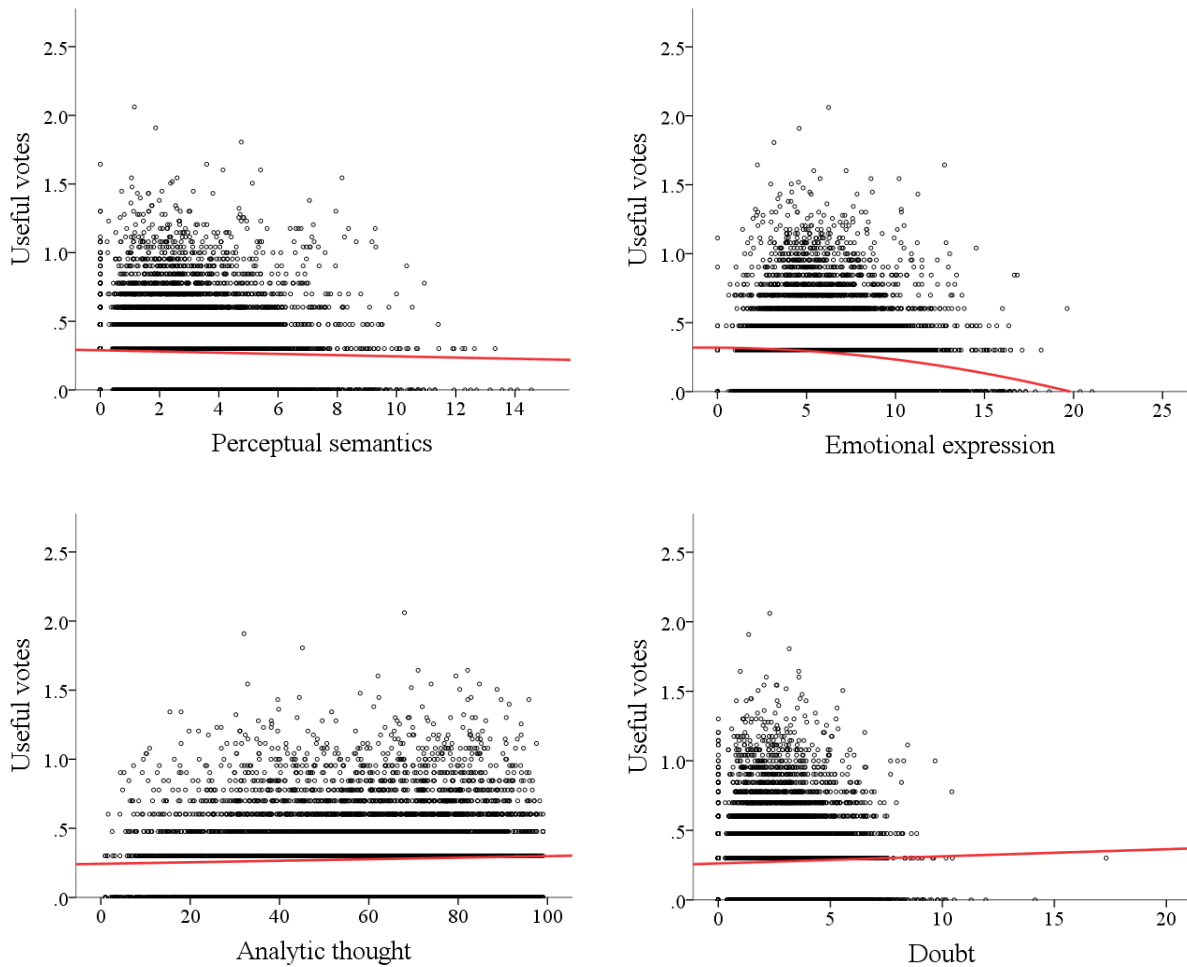 2.5
2.0
1.5
1.0
.5
.0
Useful votes
0 2 4 6 8 10 12 14
Perceptual semantics
2.5
2.0
1.5
1.0
.5
.0
Useful votes
0 5 10 15 20 25
Emotional expression
2.5
2.0
1.5
1.0
.5
.0
Useful votes
0 20 40 60 80 100
Analytic thought
2.5
2.0
1.5
1.0
.5
.0
Useful votes
0 5 10 15 20
Doubt